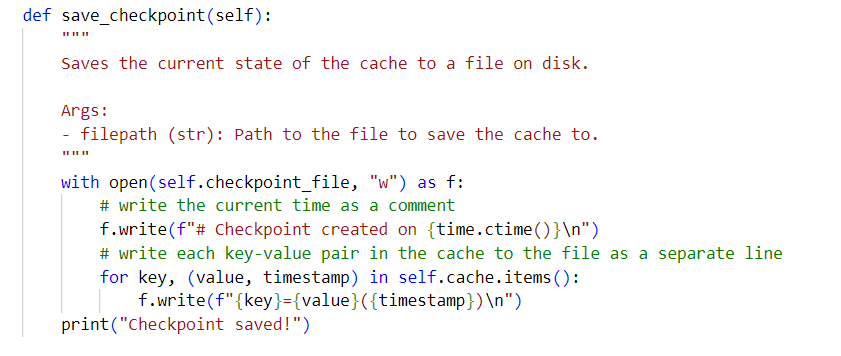 def save_checkpoint(self):
    """
    Saves the current state of the cache to a file on disk.

    Args:
    - filepath (str): Path to the file to save the cache to.
    """
    with open(self.checkpoint_file, "w") as f:
        # write the current time as a comment
        f.write(f"# Checkpoint created on {time.ctime()}\n")
        # write each key-value pair in the cache to the file as a separate line
        for key, (value, timestamp) in self.cache.items():
            f.write(f"{key}={value}({timestamp})\n")
    print("Checkpoint saved!")